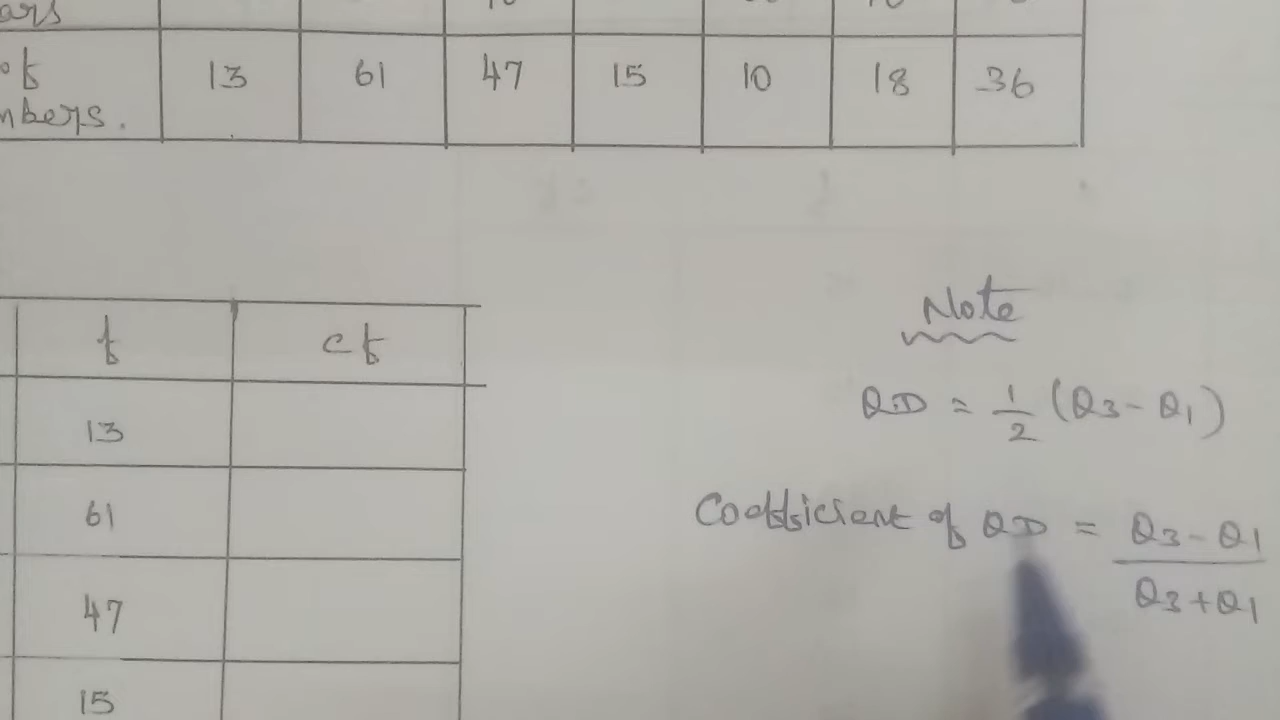 of 13 61 47 15 10 18 36
f cf
13
61
47
15
Note
QD = 1/2 (Q3 - Q1)
Coefficient of QD = Q3 - Q1 / Q3 + Q1